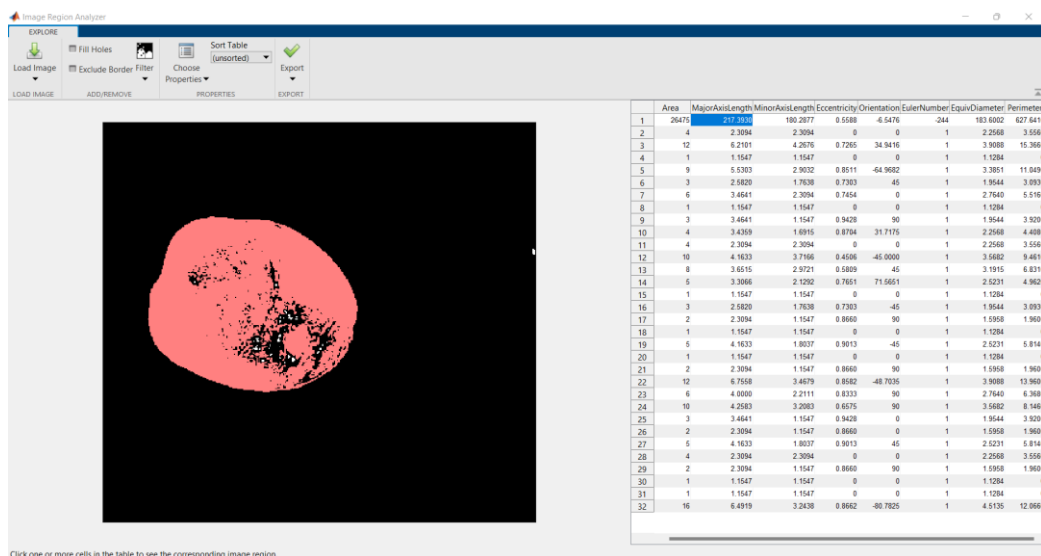 Image Region Analyzer
EXPLORE
Load Image
Fill Holes
Exclude Border
Filter
Choose
Properties
Sort Table
(unsorted)
Export
LOAD IMAGE ADD/REMOVE PROPERTIES EXPORT
Area MajorAxisLength MinorAxisLength Eccentricity Orientation EulerNumber EquivDiameter Perimeter
1 26475 217.3930 180.2877 0.5588 -6.5476 -244 183.6002 627.641
2 4 2.3094 2.3094 0 0 1 2.2568 3.556
3 12 6.2101 4.2676 0.7265 34.9416 1 3.9088 15.366
4 1 1.1547 1.1547 0 0 1 1.1284
5 9 5.5303 2.9032 0.8511 -64.9682 1 3.3851 11.049
6 3 2.5820 1.7638 0.7303 45 1 1.9544 3.093
7 6 3.4641 2.3094 0.7454 0 1 2.7640 5.516
8 1 1.1547 1.1547 0 0 1 1.1284
9 3 3.4641 1.1547 0.9428 90 1 1.9544 3.920
10 4 3.4359 1.6915 0.8704 31.7175 1 2.2568 4.408
11 4 2.3094 2.3094 0 0 1 2.2568 3.556
12 10 4.1633 3.7166 0.4506 -45.0000 1 3.5682 9.461
13 8 3.6515 2.9721 0.5809 45 1 3.1915 6.831
14 5 3.3066 2.1292 0.7651 71.5651 1 2.5231 4.962
15 1 1.1547 1.1547 0 0 1 1.1284
16 3 2.5820 1.7638 0.7303 -45 1 1.9544 3.093
17 2 2.3094 1.1547 0.8660 90 1 1.5958 1.960
18 1 1.1547 1.1547 0 0 1 1.1284
19 5 4.1633 1.8037 0.9013 -45 1 2.5231 5.814
20 1 1.1547 1.1547 0 0 1 1.1284
21 2 2.3094 1.1547 0.8660 90 1 1.5958 1.960
22 12 6.7558 3.4679 0.8582 -48.7035 1 3.9088 13.960
23 6 4.0000 2.2111 0.8333 90 1 2.7640 6.368
24 10 4.2583 3.2083 0.6575 90 1 3.5682 8.146
25 3 3.4641 1.1547 0.9428 0 1 1.9544 3.920
26 2 2.3094 1.1547 0.8660 0 1 1.5958 1.960
27 5 4.1633 1.8037 0.9013 45 1 2.5231 5.814
28 4 2.3094 2.3094 0 0 1 2.2568 3.556
29 2 2.3094 1.1547 0.8660 90 1 1.5958 1.960
30 1 1.1547 1.1547 0 0 1 1.1284
31 1 1.1547 1.1547 0 0 1 1.1284
32 16 6.4919 3.2438 0.8662 -80.7825 1 4.5135 12.066
Click one or more cells in the table to see the corresponding image region